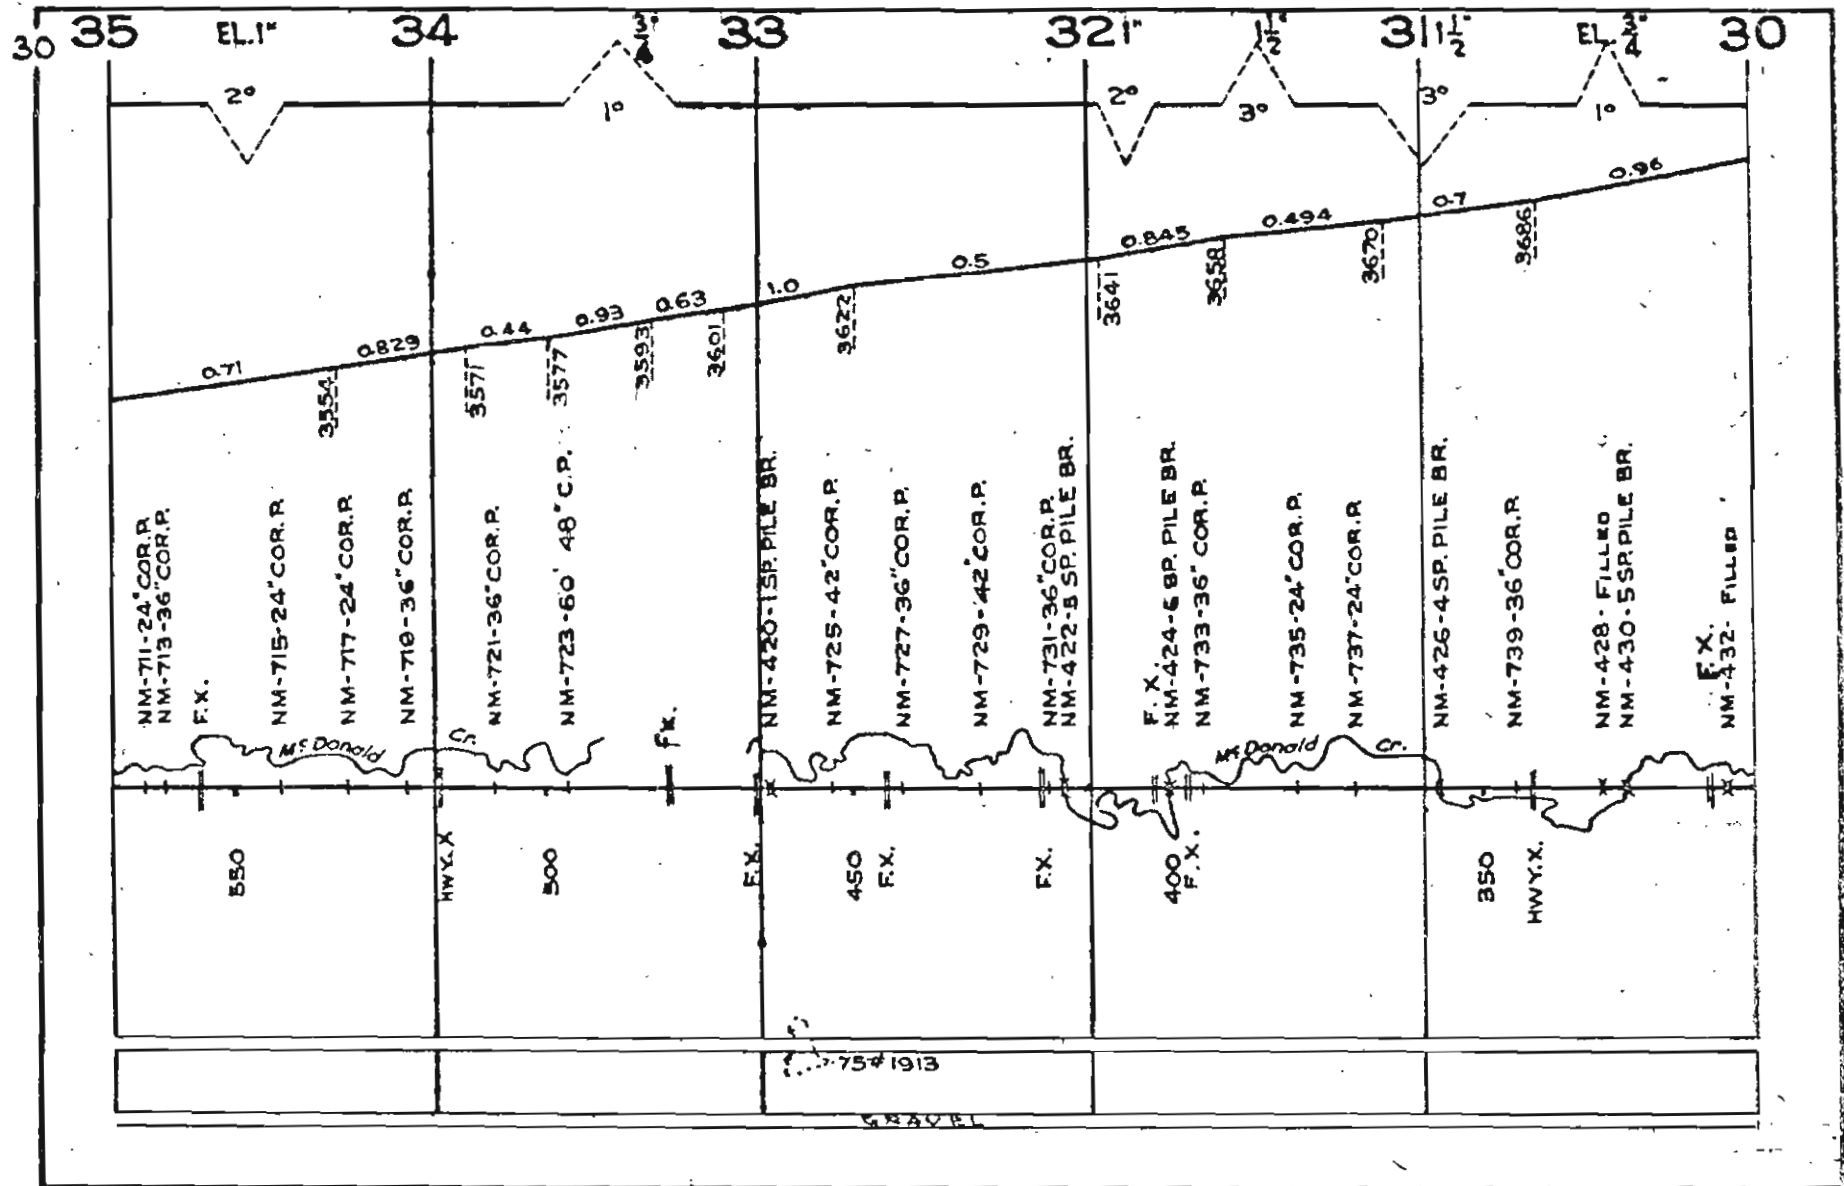 30 35 EL. 1" 34 3/4" 33 32 1" 1 1/2" 31 1 1/2" EL. 3/4" 30
2° 1° 2° 3° 3° 1°
0.71 0.829 0.44 0.93 0.63 1.0 0.5 0.845 0.494 0.7 0.96
3554 3571 3577 3593 3601 3622 3641 3658 3670 3686
NM-711-24" COR.P.
NM-713-36" COR.P.
F.X.
NM-715-24" COR.P.
NM-717-24" COR.P.
NM-719-36" COR.P.
NM-721-36" COR.P.
NM-723-60' 48" C.P.
FX.
NM-420-1 SP. PILE BR.
NM-725-42" COR.P.
NM-727-36" COR.P.
NM-729-42" COR.P.
NM-731-36" COR.P.
NM-422-5 SP. PILE BR.
F.X.
NM-424-6 SP. PILE BR.
NM-733-36" COR.P.
NM-735-24" COR.P.
NM-737-24" COR.P.
NM-426-4 SP. PILE BR.
NM-739-36" COR.P.
NM-428-FILLED
NM-430-5 SP. PILE BR.
F.X.
NM-432-FILLED
McDonald Cr. McDonald Cr.
550 HWY.X 500 F.X. 450 F.X. F.X. 400 F.X. 350 HWY.X.
75# 1913
GRAVEL